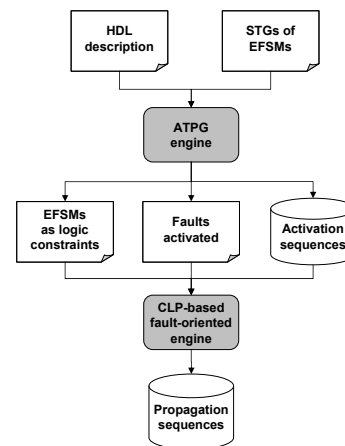 HDL
description
STGs of
EFSMs
ATPG
engine
EFSMs
as logic
constraints
Faults
activated
Activation
sequences
CLP-based
fault-oriented
engine
Propagation
sequences